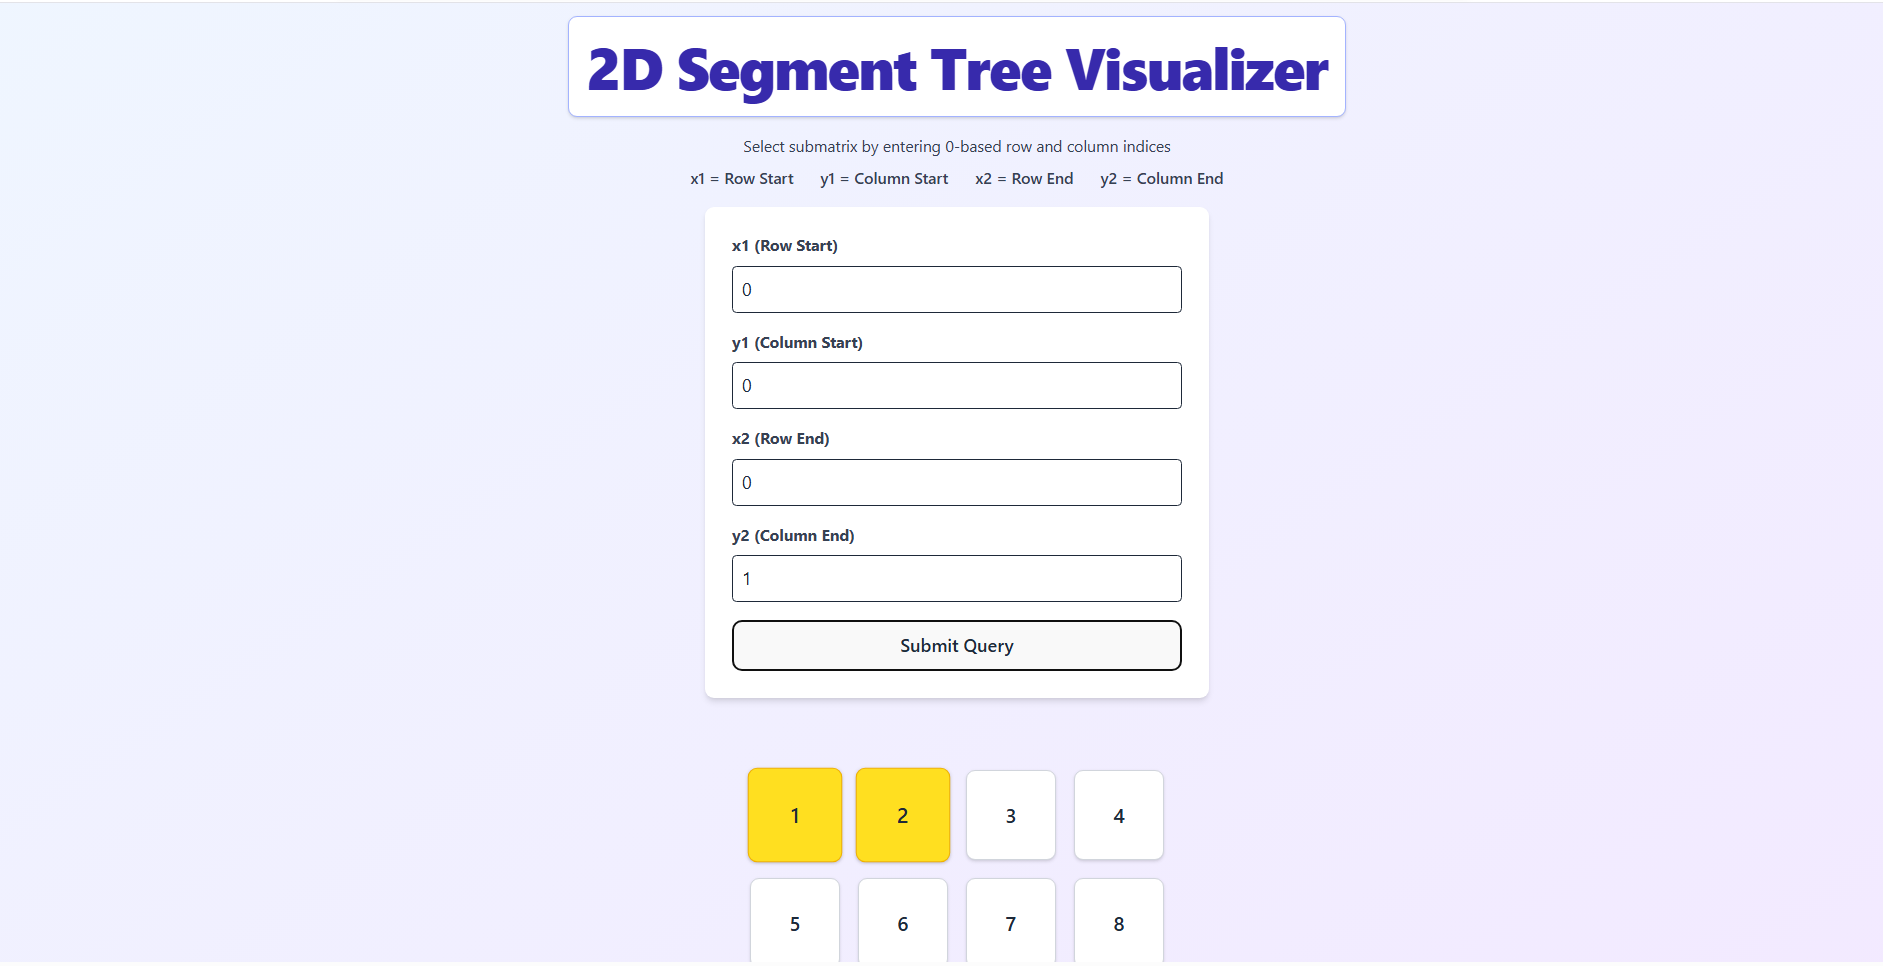 2D Segment Tree Visualizer
Select submatrix by entering 0-based row and column indices
x1 = Row Start y1 = Column Start x2 = Row End y2 = Column End
x1 (Row Start)
0
y1 (Column Start)
0
x2 (Row End)
0
y2 (Column End)
1
Submit Query
1 2 3 4
5 6 7 8